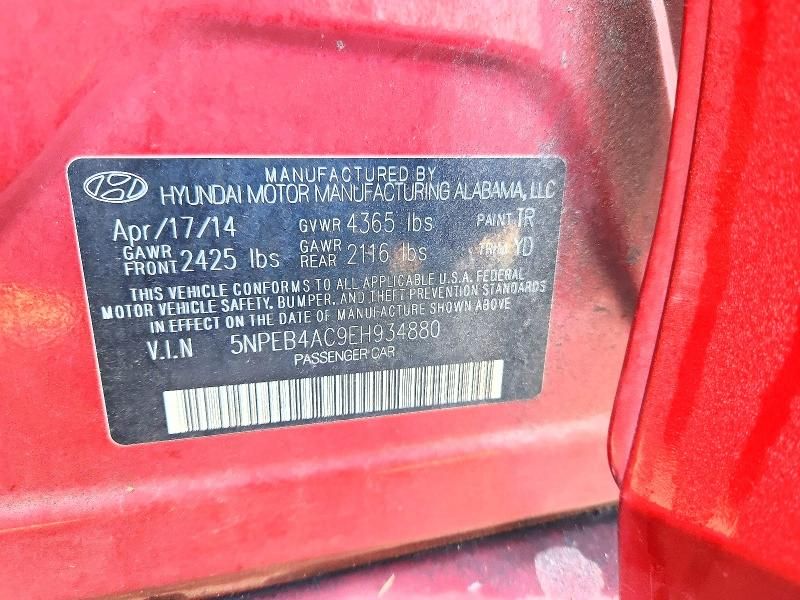 MANUFACTURED BY
HYUNDAI MOTOR MANUFACTURING ALABAMA, LLC
Apr/17/14 GVWR 4365 lbs PAINT TR
GAWR FRONT 2425 lbs GAWR REAR 2116 lbs TRIM YD
THIS VEHICLE CONFORMS TO ALL APPLICABLE U.S.A. FEDERAL
MOTOR VEHICLE SAFETY, BUMPER, AND THEFT PREVENTION STANDARDS
IN EFFECT ON THE DATE OF MANUFACTURE SHOWN ABOVE
V.I.N 5NPEB4AC9EH934880
PASSENGER CAR